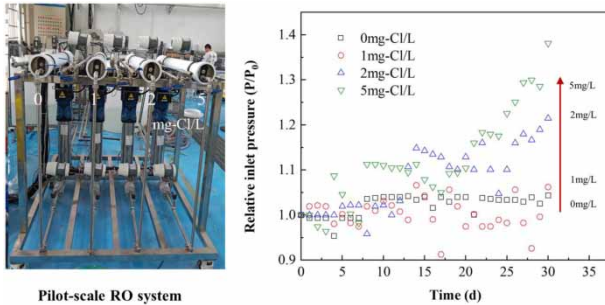 0 1 2 5
mg-Cl/L
Pilot-scale RO system
Relative inlet pressure (P/P₀)
1.5
1.4
1.3
1.2
1.1
1.0
0.9
0mg-Cl/L
1mg-Cl/L
2mg-Cl/L
5mg-Cl/L
5mg/L
2mg/L
1mg/L
0mg/L
0 5 10 15 20 25 30 35
Time (d)